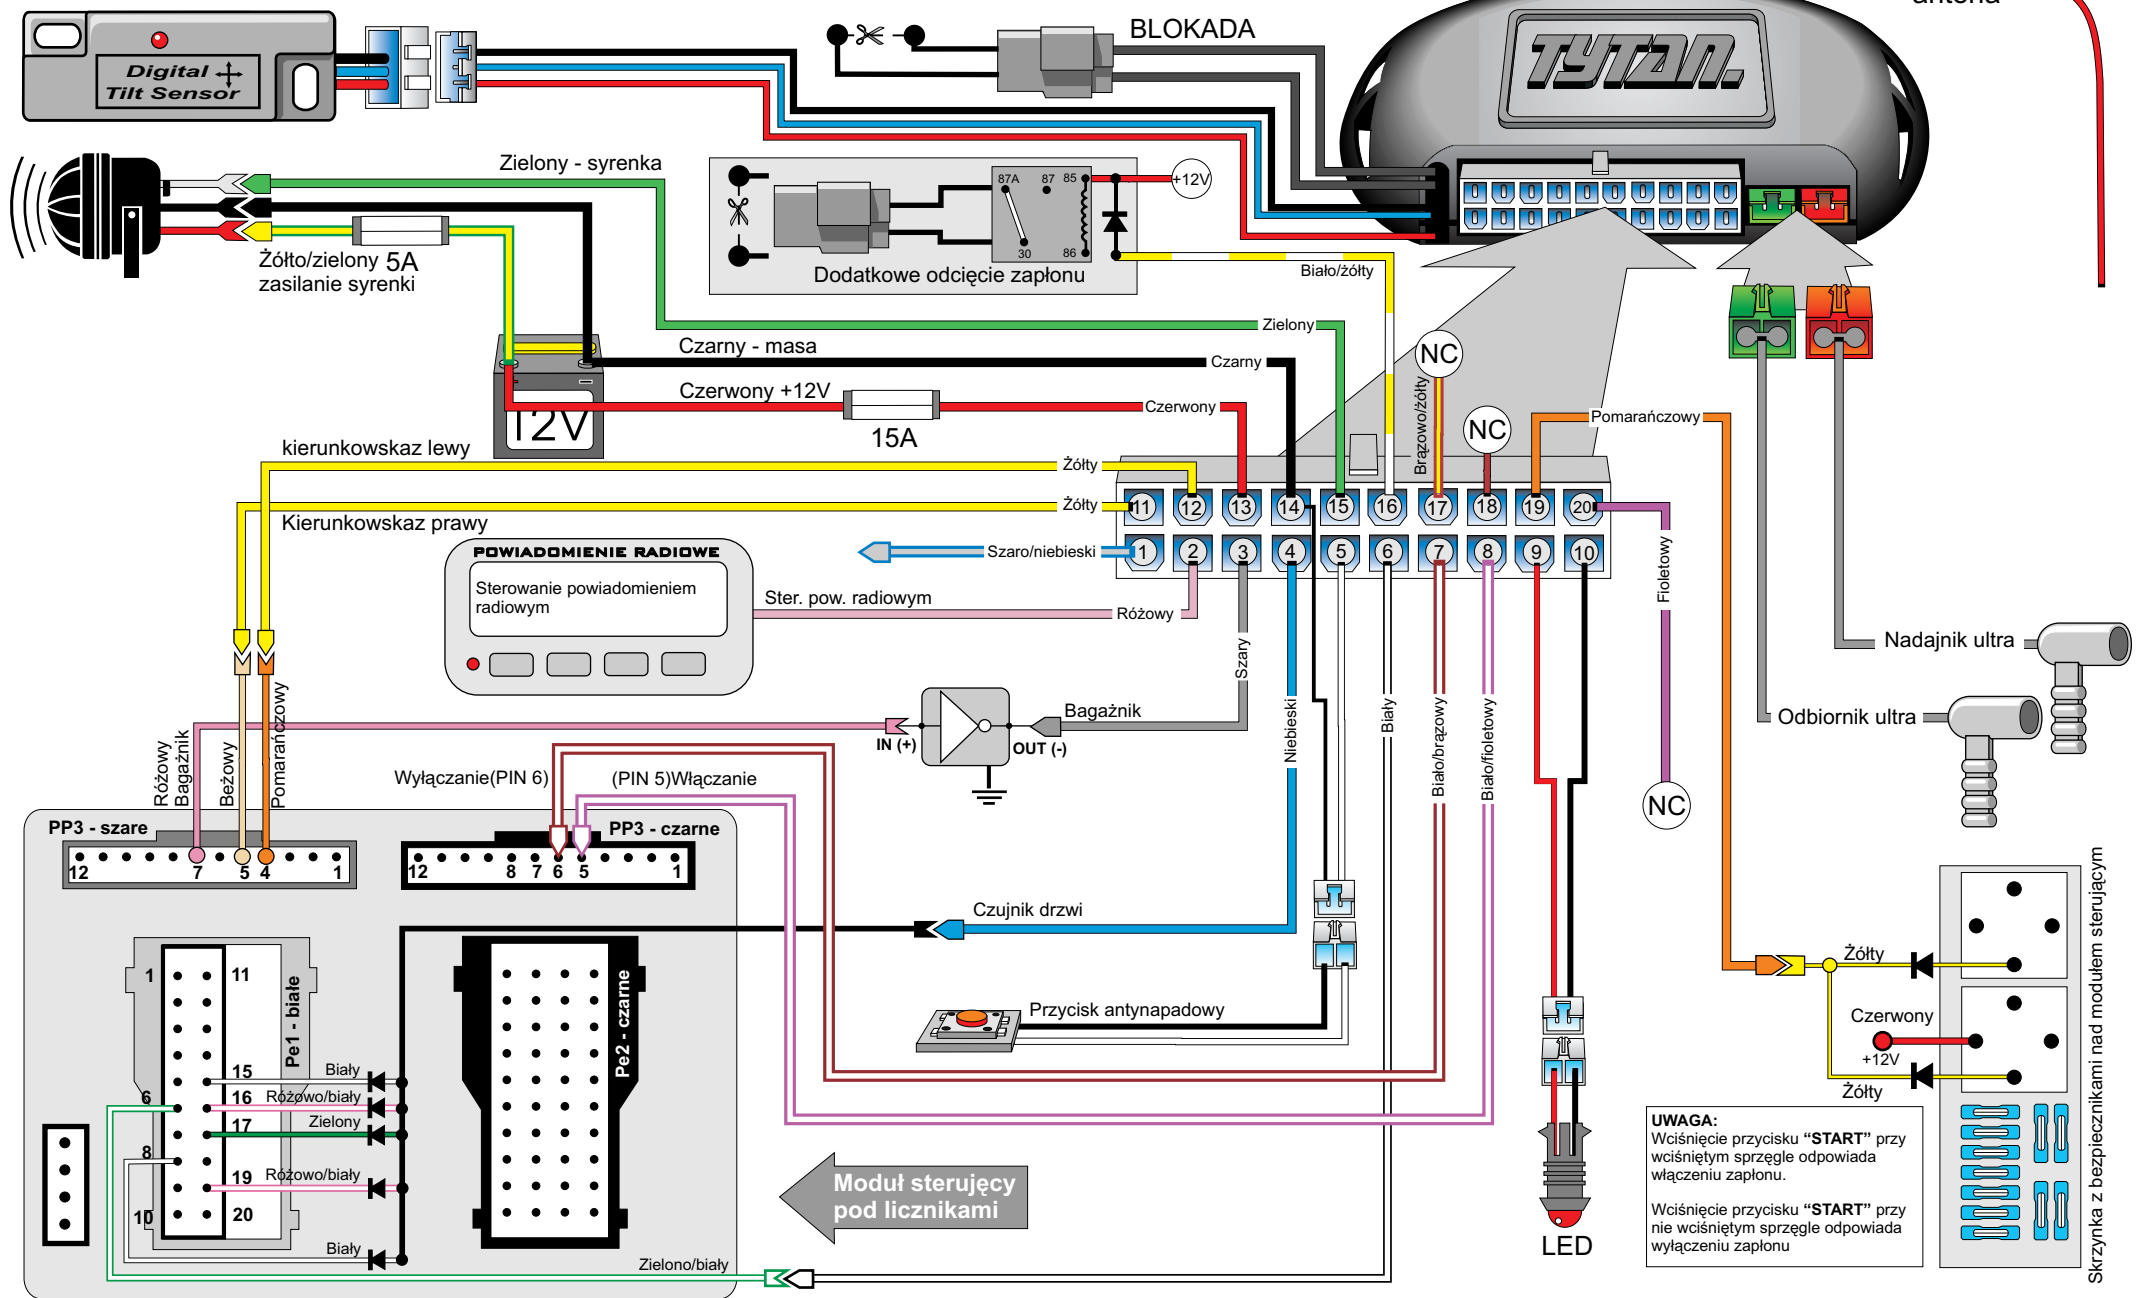 antena
Digital
Tilt Sensor
BLOKADA
TYTAN.
Zielony - syrenka
Żółto/zielony 5A
zasilanie syrenki
87A 87 85
30 86
+12V
Dodatkowe odcięcie zapłonu
Biało/żółty
Zielony
Czarny - masa
Czarny
Czerwony +12V
Czerwony
15A
12V
NC
Brązowo/żółty
NC
Pomarańczowy
kierunkowskaz lewy
Żółty
Kierunkowskaz prawy
Żółty
11 12 13 14 15 16 17 18 19 20
1 2 3 4 5 6 7 8 9 10
Szaro/niebieski
POWIADOMIENIE RADIOWE
Sterowanie powiadomieniem
radiowym
Ster. pow. radiowym
Różowy
Szary
Niebieski
Biały
Biało/brązowy
Biało/fioletowy
Fioletowy
NC
Nadajnik ultra
Odbiornik ultra
Bagażnik
IN (+)
OUT (-)
Różowy
Bagażnik
Beżowy
Pomarańczowy
Wyłączanie(PIN 6)
(PIN 5)Włączanie
PP3 - szare
12 7 5 4 1
PP3 - czarne
12 8 7 6 5 1
Czujnik drzwi
Przycisk antynapadowy
1 11
Pe1 - białe
Pe2 - czarne
15 Biały
6 16 Różowo/biały
17 Zielony
8
19 Różowo/biały
10 20
Biały
Zielono/biały
Moduł sterujęcy
pod licznikami
LED
Żółty
Czerwony
+12V
Żółty
UWAGA:
Wciśnięcie przycisku “START” przy
wciśniętym sprzęgle odpowiada
włączeniu zapłonu.
Wciśnięcie przycisku “START” przy
nie wciśniętym sprzęgle odpowiada
wyłączeniu zapłonu
Skrzynka z bezpiecznikami nad modułem sterującym